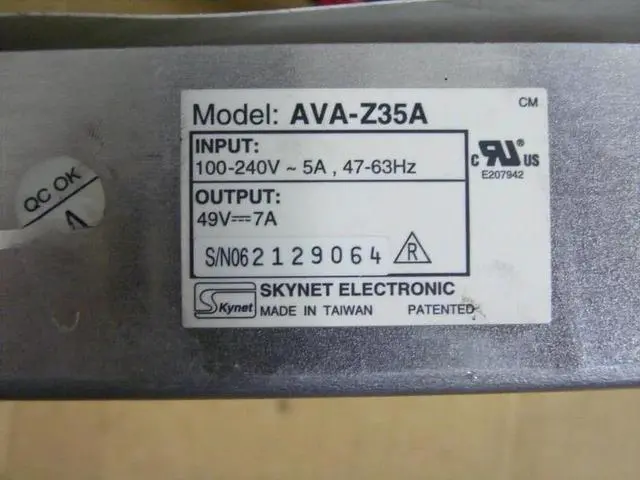 Model: AVA-Z35A
CM
INPUT:
100-240V ~ 5A , 47-63Hz
OUTPUT:
49V⎓7A
S/N062129064 R
c RU US
E207942
Skynet SKYNET ELECTRONIC
MADE IN TAIWAN PATENTED
QC OK
A